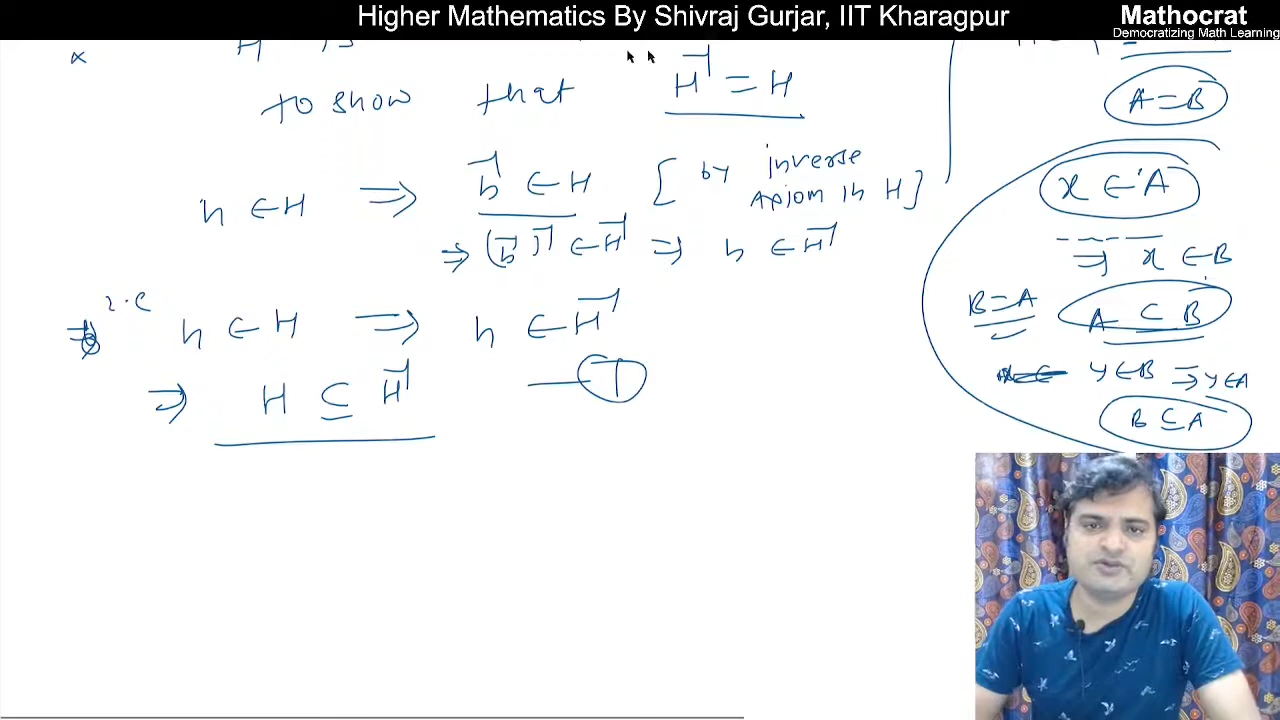 Higher Mathematics By Shivraj Gurjar, IIT Kharagpur
Mathocrat
Democratizing Math Learning
H is
to show that H⁻¹ = H
h ∈ H ⇒ h⁻¹ ∈ H [ by inverse
axiom in H ]
⇒ (h⁻¹)⁻¹ ∈ H⁻¹ ⇒ h ∈ H⁻¹
i.e
h ∈ H ⇒ h ∈ H⁻¹
⇒ H ⊆ H⁻¹ — I
A = B
x ∈ A
⇒ x ∈ B
B = A
A ⊆ B
y ∈ B ⇒ y ∈ A
B ⊆ A